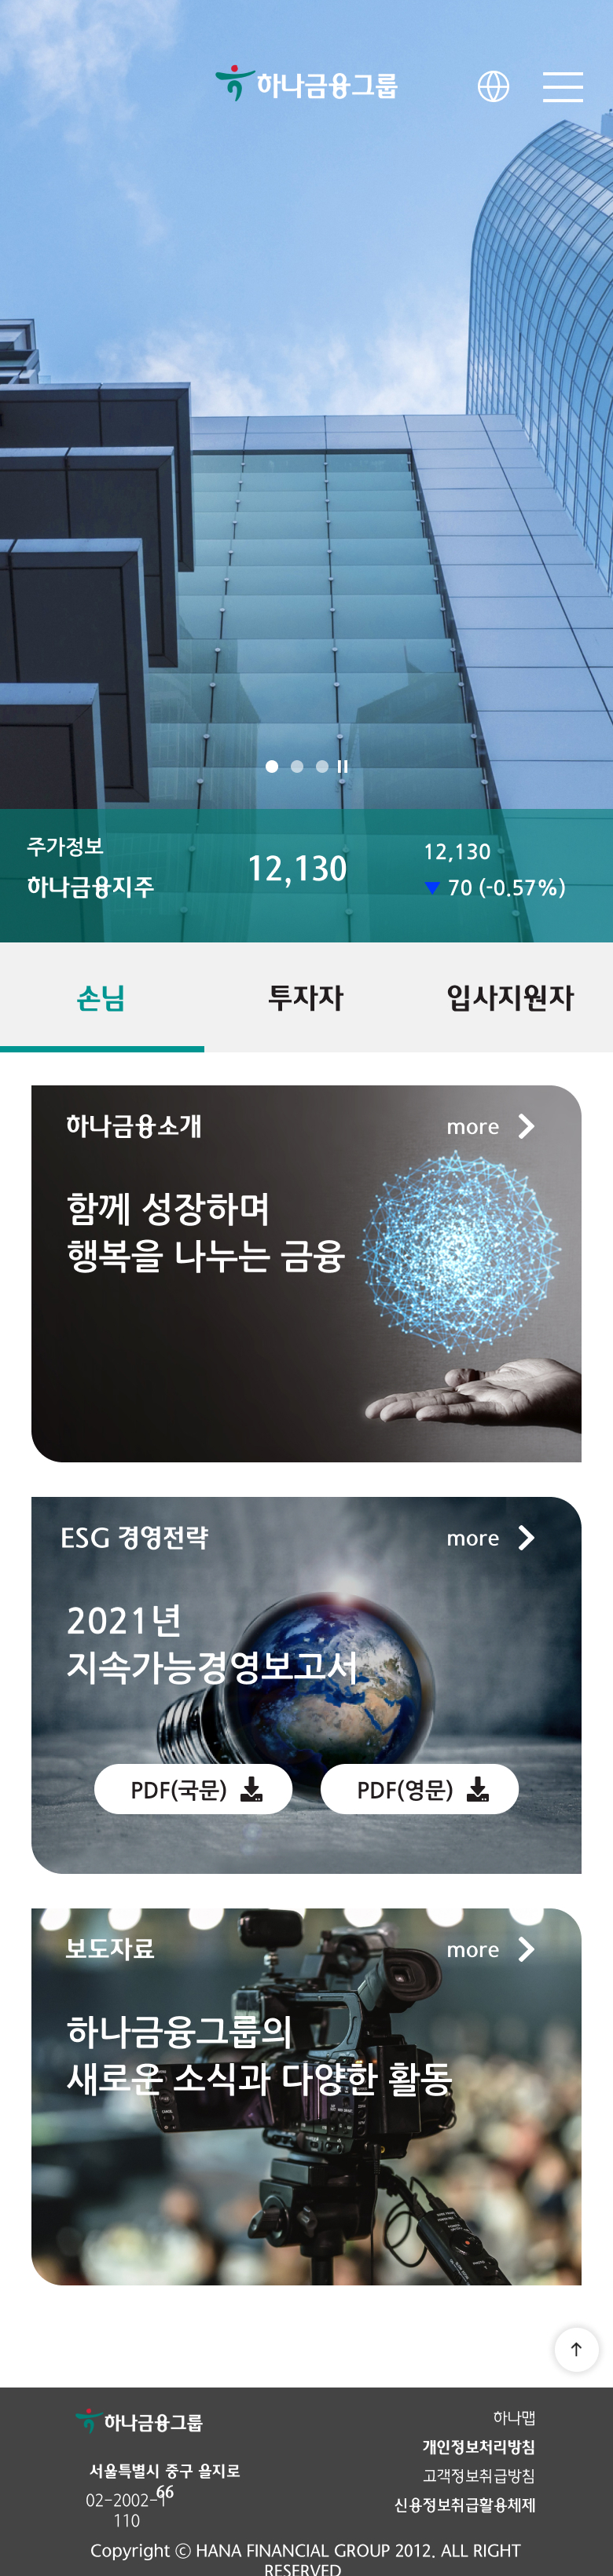 하나금융그룹
주가정보
하나금융지주
12,130
12,130
▼ 70 (-0.57%)
손님
투자자
입사지원자
하나금융소개
more
함께 성장하며
행복을 나누는 금융
ESG 경영전략
more
2021년
지속가능경영보고서
PDF(국문)
PDF(영문)
보도자료
more
하나금융그룹의
새로운 소식과 다양한 활동
하나금융그룹
하나맵
개인정보처리방침
고객정보취급방침
신용정보취급활용체제
서울특별시 중구 을지로
66
02-2002-1
110
Copyright ⓒ HANA FINANCIAL GROUP 2012. ALL RIGHT
RESERVED